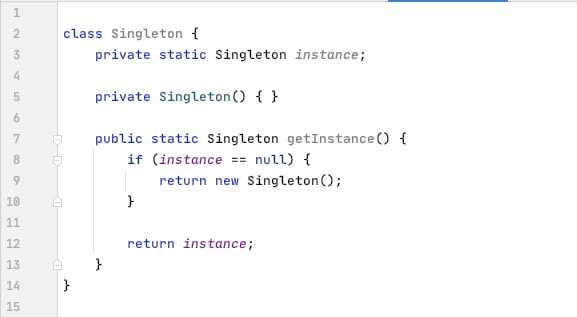 1
2 class Singleton {
3     private static Singleton instance;
4
5     private Singleton() { }
6
7     public static Singleton getInstance() {
8         if (instance == null) {
9             return new Singleton();
10         }
11
12         return instance;
13     }
14 }
15